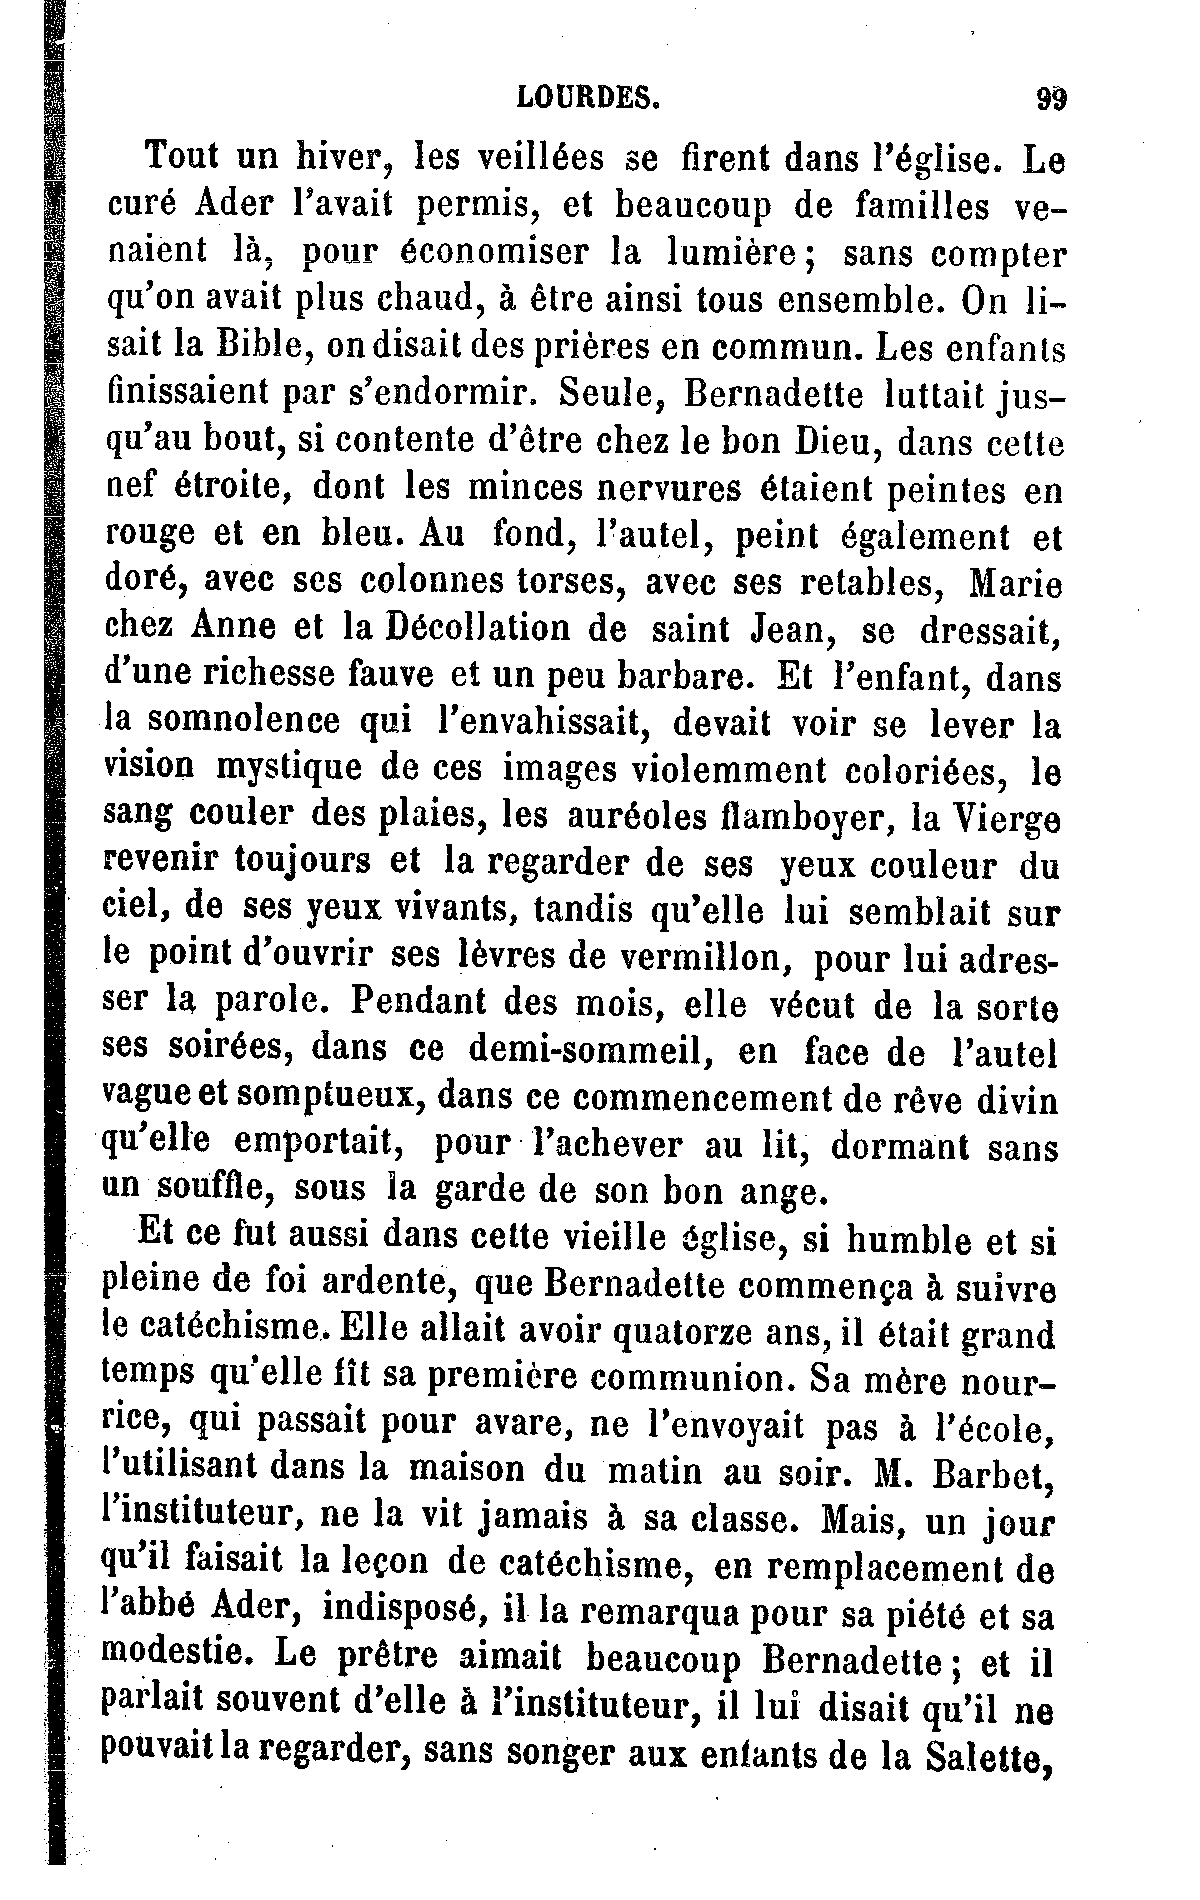 LOURDES. 99
Tout un hiver, les veillées se firent dans l'église. Le
curé Ader l'avait permis, et beaucoup de familles ve-
naient là, pour économiser la lumière; sans compter
qu'on avait plus chaud, à être ainsi tous ensemble. On li-
sait la Bible, on disait des prières en commun. Les enfants
finissaient par s'endormir. Seule, Bernadette luttait jus-
qu'au bout, si contente d'être chez le bon Dieu, dans cette
nef étroite, dont les minces nervures étaient peintes en
rouge et en bleu. Au fond, l'autel, peint également et
doré, avec ses colonnes torses, avec ses retables, Marie
chez Anne et la Décollation de saint Jean, se dressait,
d'une richesse fauve et un peu barbare. Et l'enfant, dans
la somnolence qui l'envahissait, devait voir se lever la
vision mystique de ces images violemment coloriées, le
sang couler des plaies, les auréoles flamboyer, la Vierge
revenir toujours et la regarder de ses yeux couleur du
ciel, de ses yeux vivants, tandis qu'elle lui semblait sur
le point d'ouvrir ses lèvres de vermillon, pour lui adres-
ser la parole. Pendant des mois, elle vécut de la sorte
ses soirées, dans ce demi-sommeil, en face de l'autel
vague et somptueux, dans ce commencement de rêve divin
qu'elle emportait, pour l'achever au lit, dormant sans
un souffle, sous la garde de son bon ange.
Et ce fut aussi dans cette vieille église, si humble et si
pleine de foi ardente, que Bernadette commença à suivre
le catéchisme. Elle allait avoir quatorze ans, il était grand
temps qu'elle fît sa première communion. Sa mère nour-
rice, qui passait pour avare, ne l'envoyait pas à l'école,
l'utilisant dans la maison du matin au soir. M. Barbet,
l'instituteur, ne la vit jamais à sa classe. Mais, un jour
qu'il faisait la leçon de catéchisme, en remplacement de
l'abbé Ader, indisposé, il la remarqua pour sa piété et sa
modestie. Le prêtre aimait beaucoup Bernadette; et il
parlait souvent d'elle à l'instituteur, il lui disait qu'il ne
pouvait la regarder, sans songer aux enfants de la Salette,